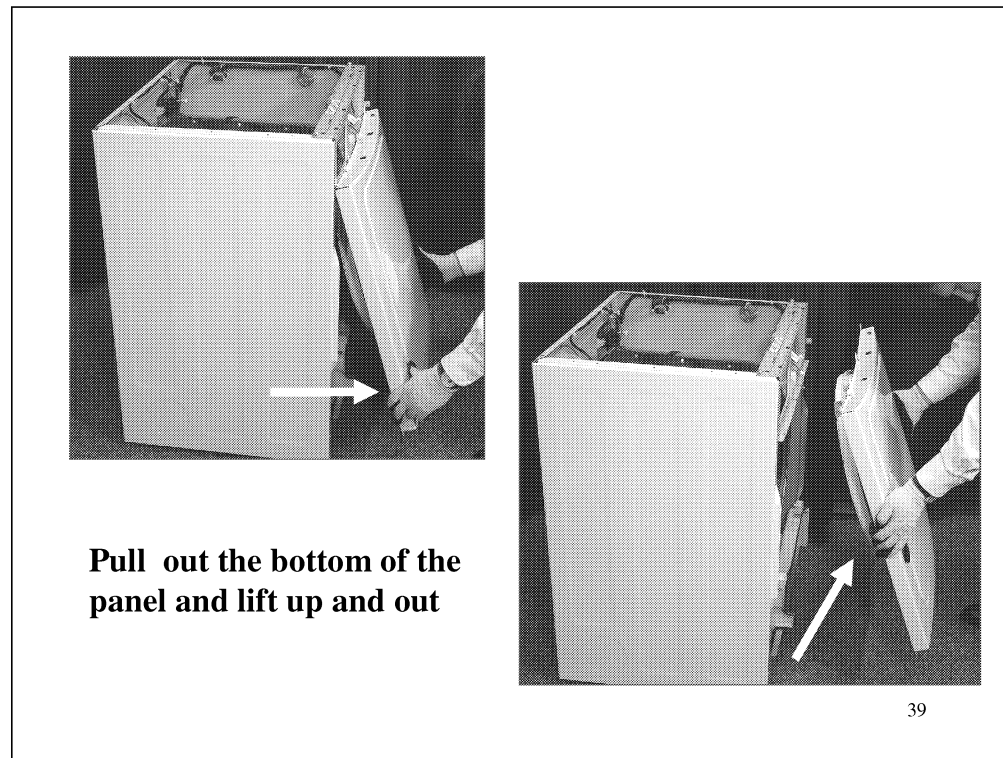 Pull  out the bottom of the
panel and lift up and out
39